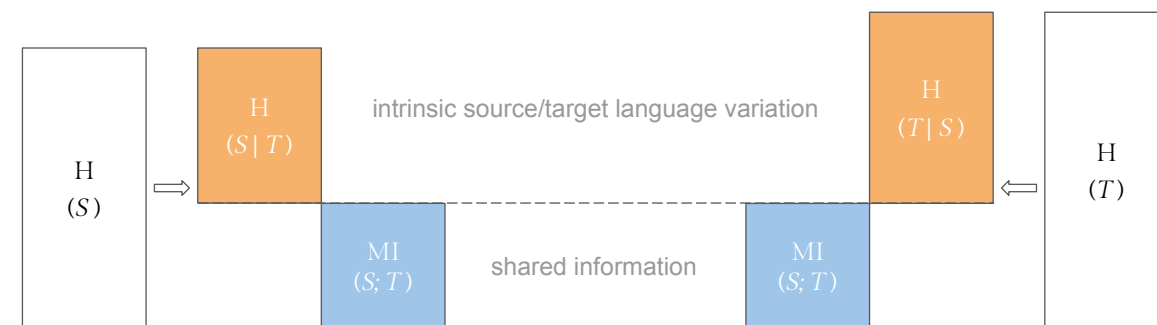 H
(S)
H
(S | T)
intrinsic source/target language variation
H
(T | S)
H
(T)
MI
(S; T)
shared information
MI
(S; T)